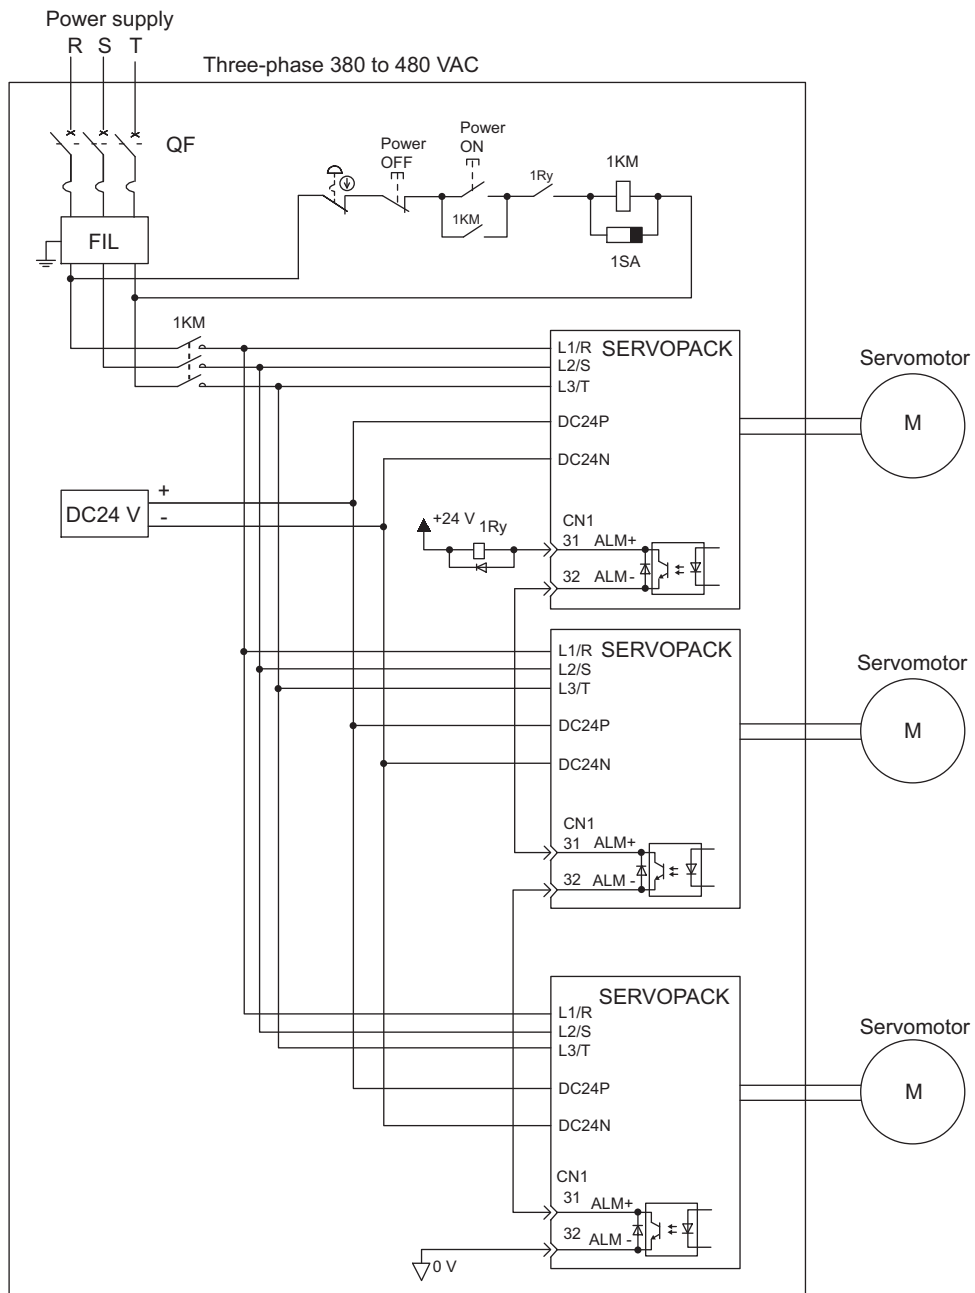 Power supply
R S T
Three-phase 380 to 480 VAC
QF
Power
OFF
Power
ON
1KM
1Ry
1KM
1SA
FIL
1KM
L1/R
SERVOPACK
L2/S
L3/T
DC24P
DC24N
Servomotor
M
DC24 V
+
-
+24 V
1Ry
CN1
31 ALM+
32 ALM -
L1/R
SERVOPACK
L2/S
L3/T
DC24P
DC24N
Servomotor
M
CN1
31 ALM+
32 ALM -
SERVOPACK
L1/R
L2/S
L3/T
DC24P
DC24N
Servomotor
M
CN1
31 ALM+
32 ALM -
0 V